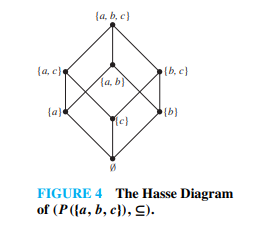 {a, b, c}
{a, c}
{a, b}
{b, c}
{a}
{c}
{b}
∅
FIGURE 4 The Hasse Diagram
of (P({a, b, c}), ⊆).